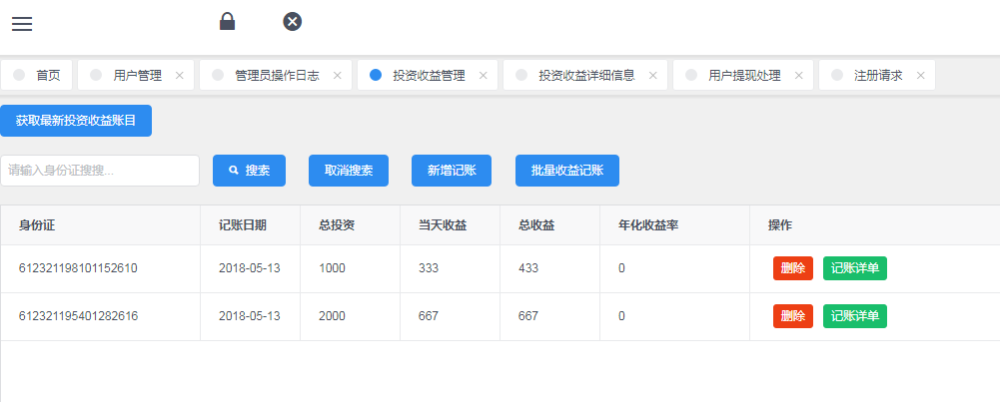 首页 用户管理 管理员操作日志 投资收益管理 投资收益详细信息 用户提现处理 注册请求
获取最新投资收益账目
请输入身份证搜搜... 搜索 取消搜索 新增记账 批量收益记账
身份证 记账日期 总投资 当天收益 总收益 年化收益率 操作
612321198101152610 2018-05-13 1000 333 433 0 删除 记账详单
612321195401282616 2018-05-13 2000 667 667 0 删除 记账详单